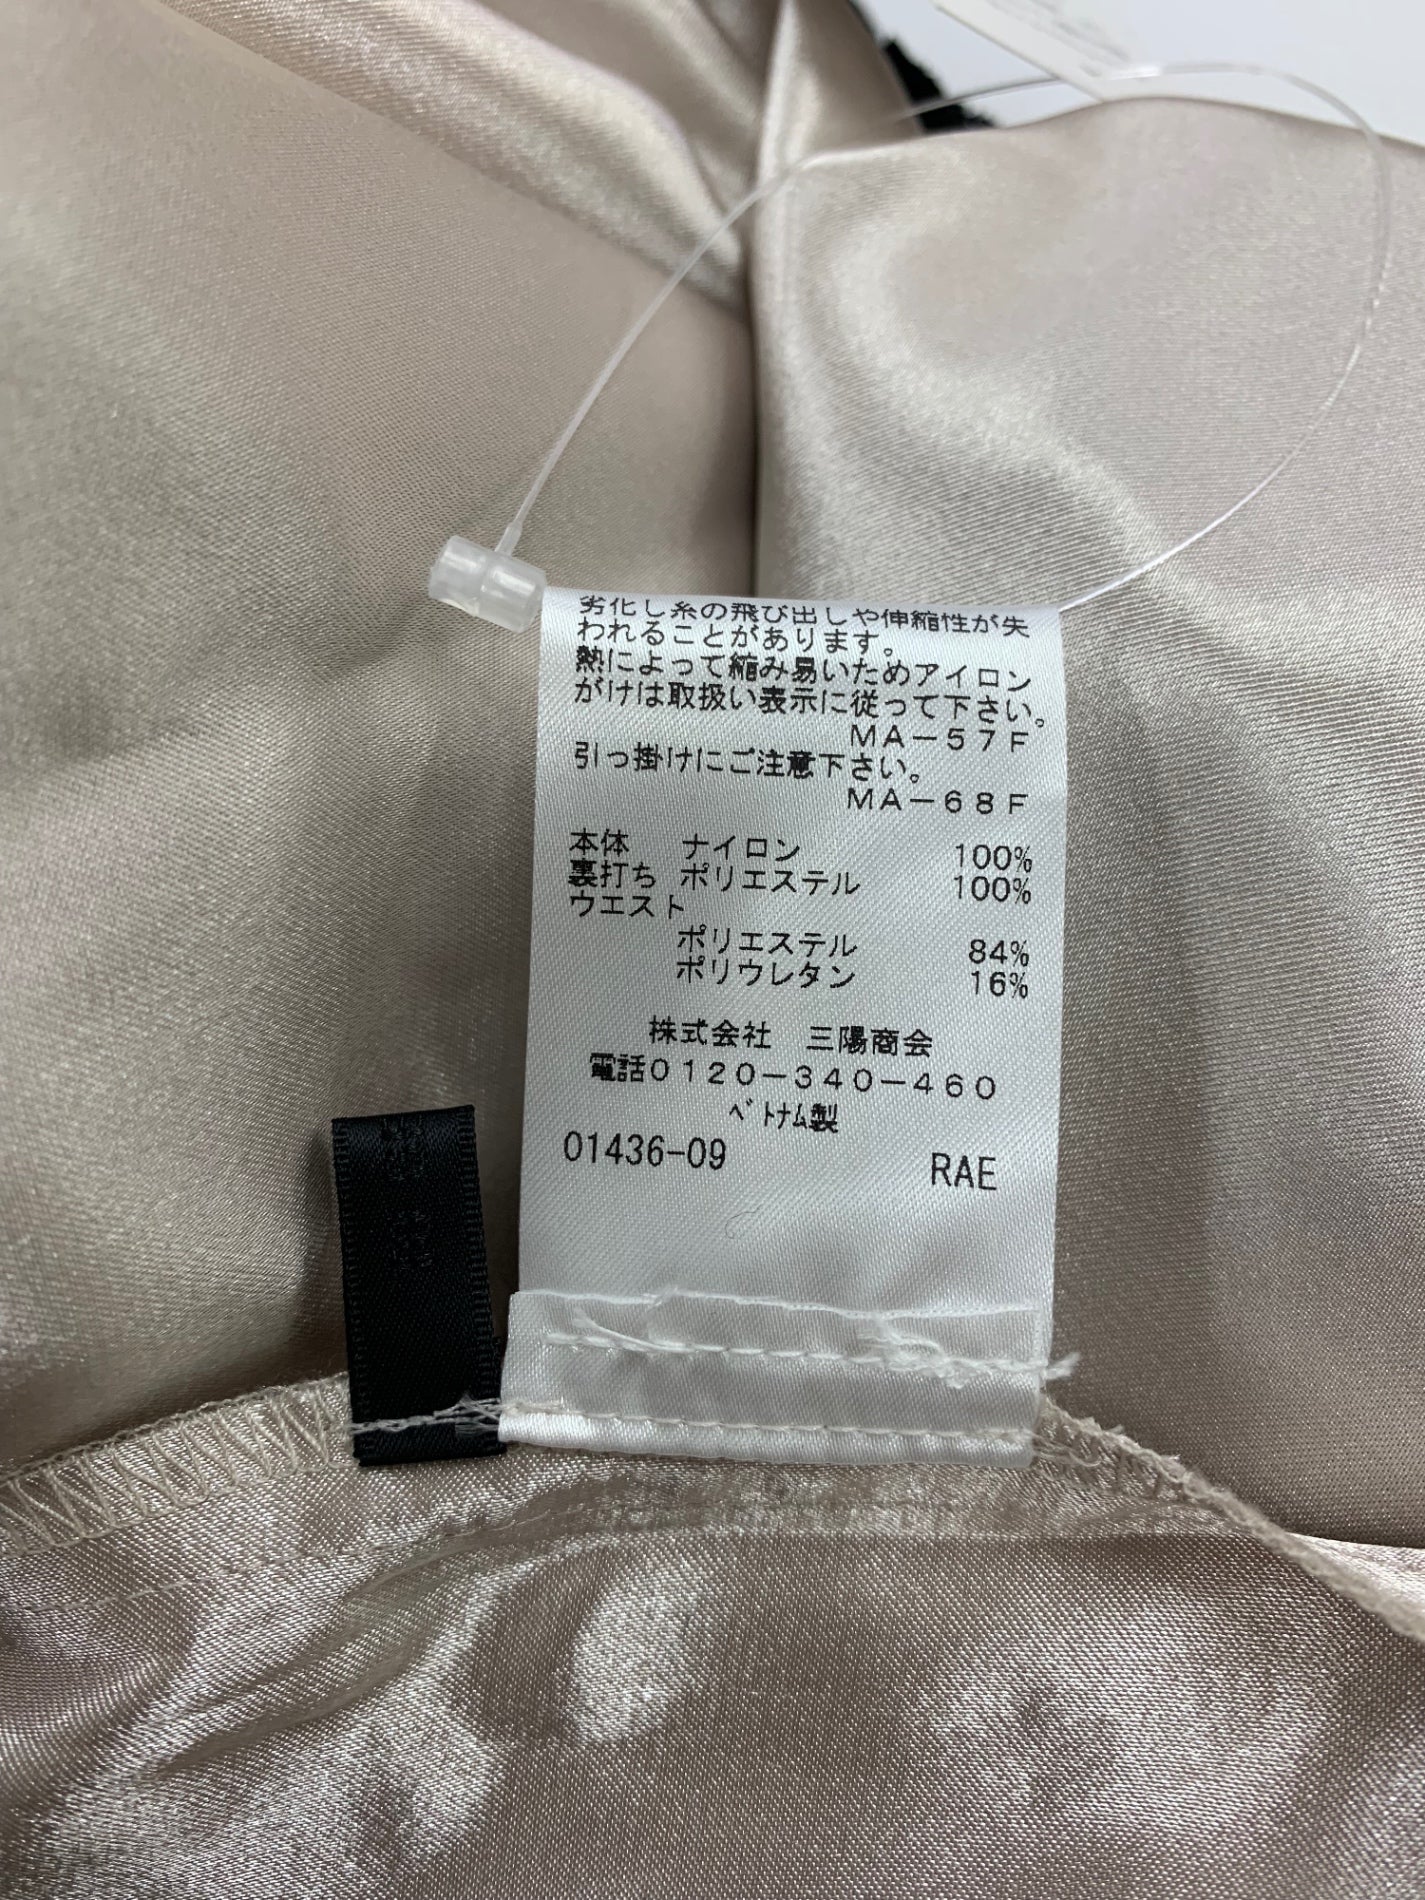 劣化し糸の飛び出しや伸縮性が失
われることがあります。
熱によって縮み易いためアイロン
がけは取扱い表示に従って下さい。
MA-57F
引っ掛けにご注意下さい。
MA-68F
本体 ナイロン 100%
裏打ち ポリエステル 100%
ウエスト
ポリエステル 84%
ポリウレタン 16%
株式会社 三陽商会
電話0120-340-460
ベトナム製
01436-09 RAE